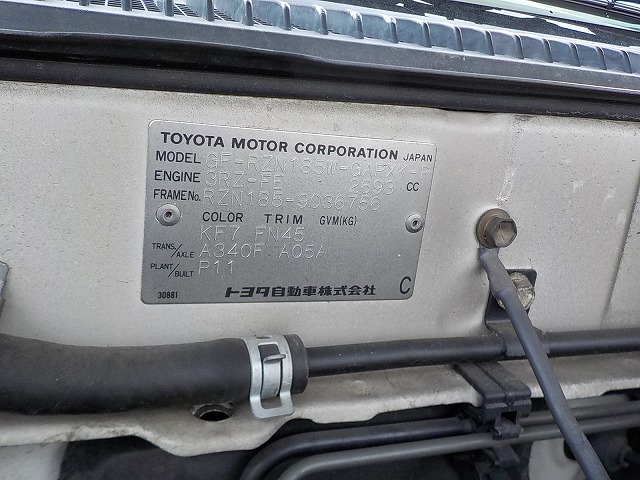 TOYOTA MOTOR CORPORATION JAPAN
MODEL GF-RZN185W-GAPXK-P
ENGINE 3RZ-FE 2693 CC
FRAME No. RZN185-9036756
COLOR TRIM GVM(KG)
KF7 FN45
TRANS./AXLE A340F A05A
PLANT/BUILT P11
30881 トヨタ自動車株式会社 C